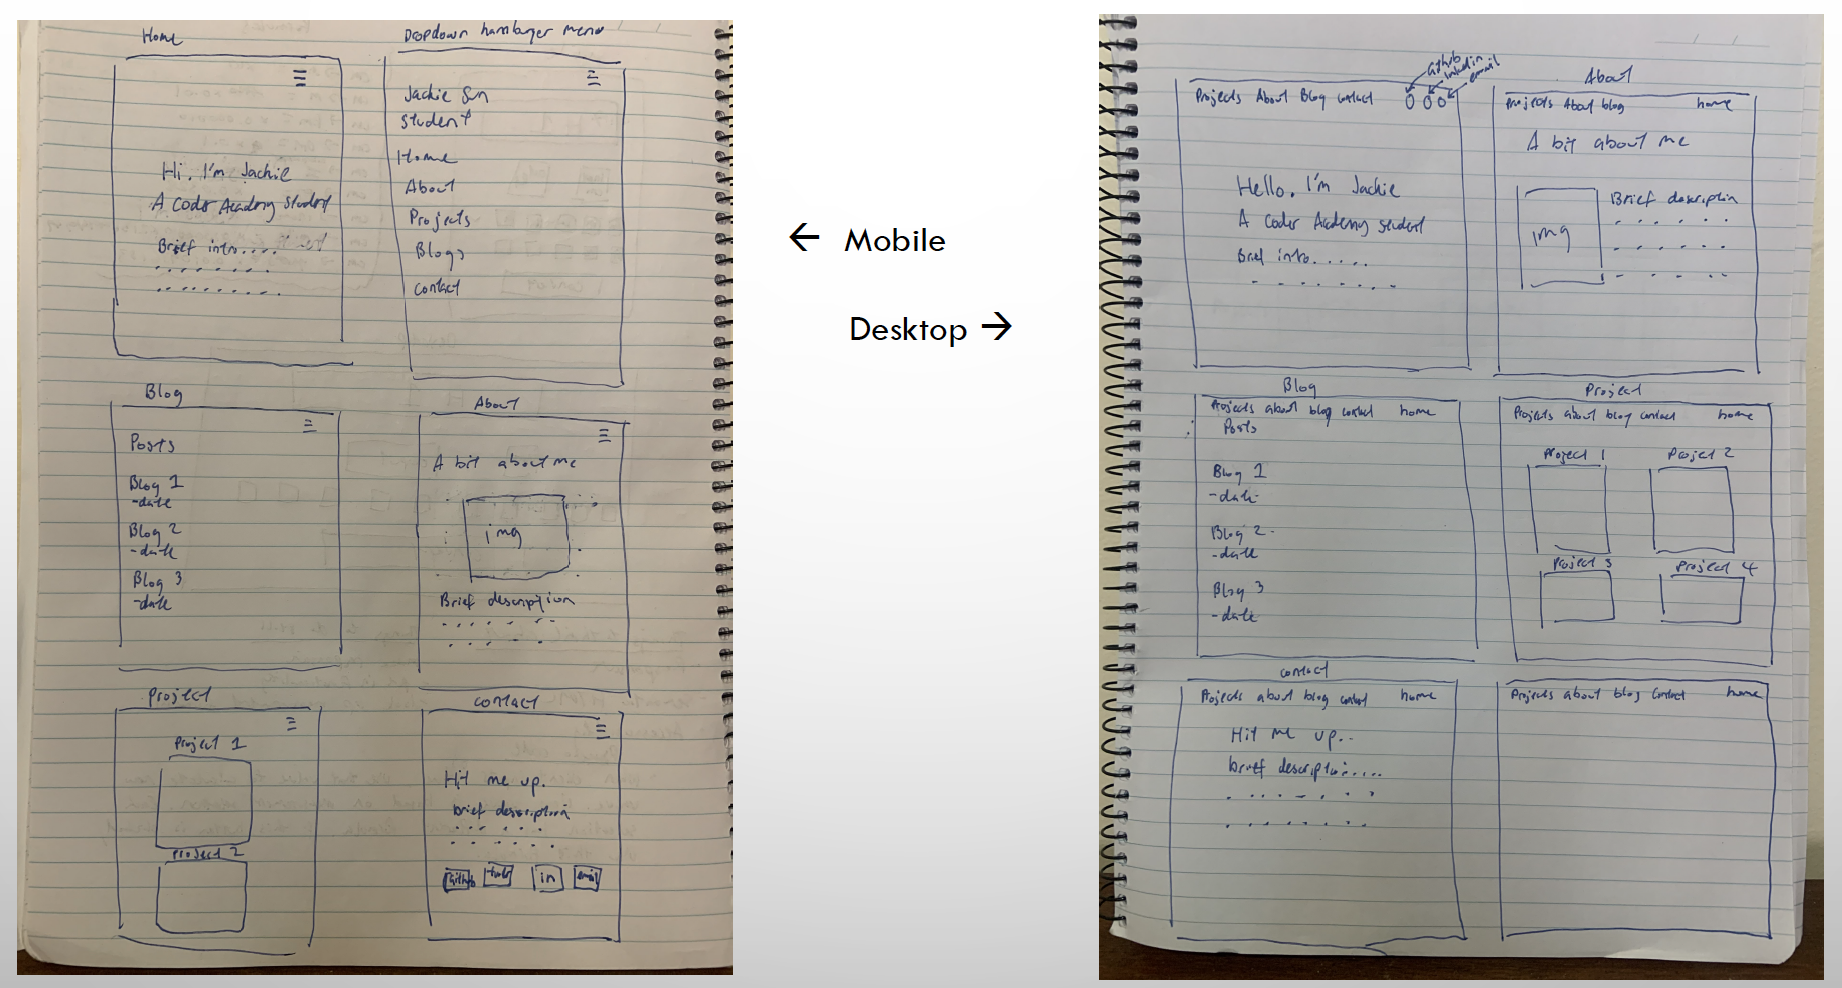 Home
Hi, I'm Jackie
A Coder Academy student
Brief intro....
Dropdown hamburger menu
Jackie Sun
Student
Home
About
Projects
Blogs
Contact
Blog
Posts
Blog 1
-date
Blog 2
-date
Blog 3
-date
About
A bit about me
img
Brief description
Project
Project 1
Project 2
contact
Hit me up.
brief description
github
in
email
← Mobile
Desktop →
github
linkedin
email
Projects About Blog contact
Hello. I'm Jackie
A Coder Academy student
Brief intro.....
About
Projects About blog home
A bit about me
img
Brief description
Blog
Projects about blog contact home
Posts
Blog 1
-date
Blog 2
-date
Blog 3
-date
Project
Projects about blog contact home
Project 1 Project 2
Project 3 Project 4
contact
Projects about blog contact home
Hit me up..
brief description....
Projects about blog contact home